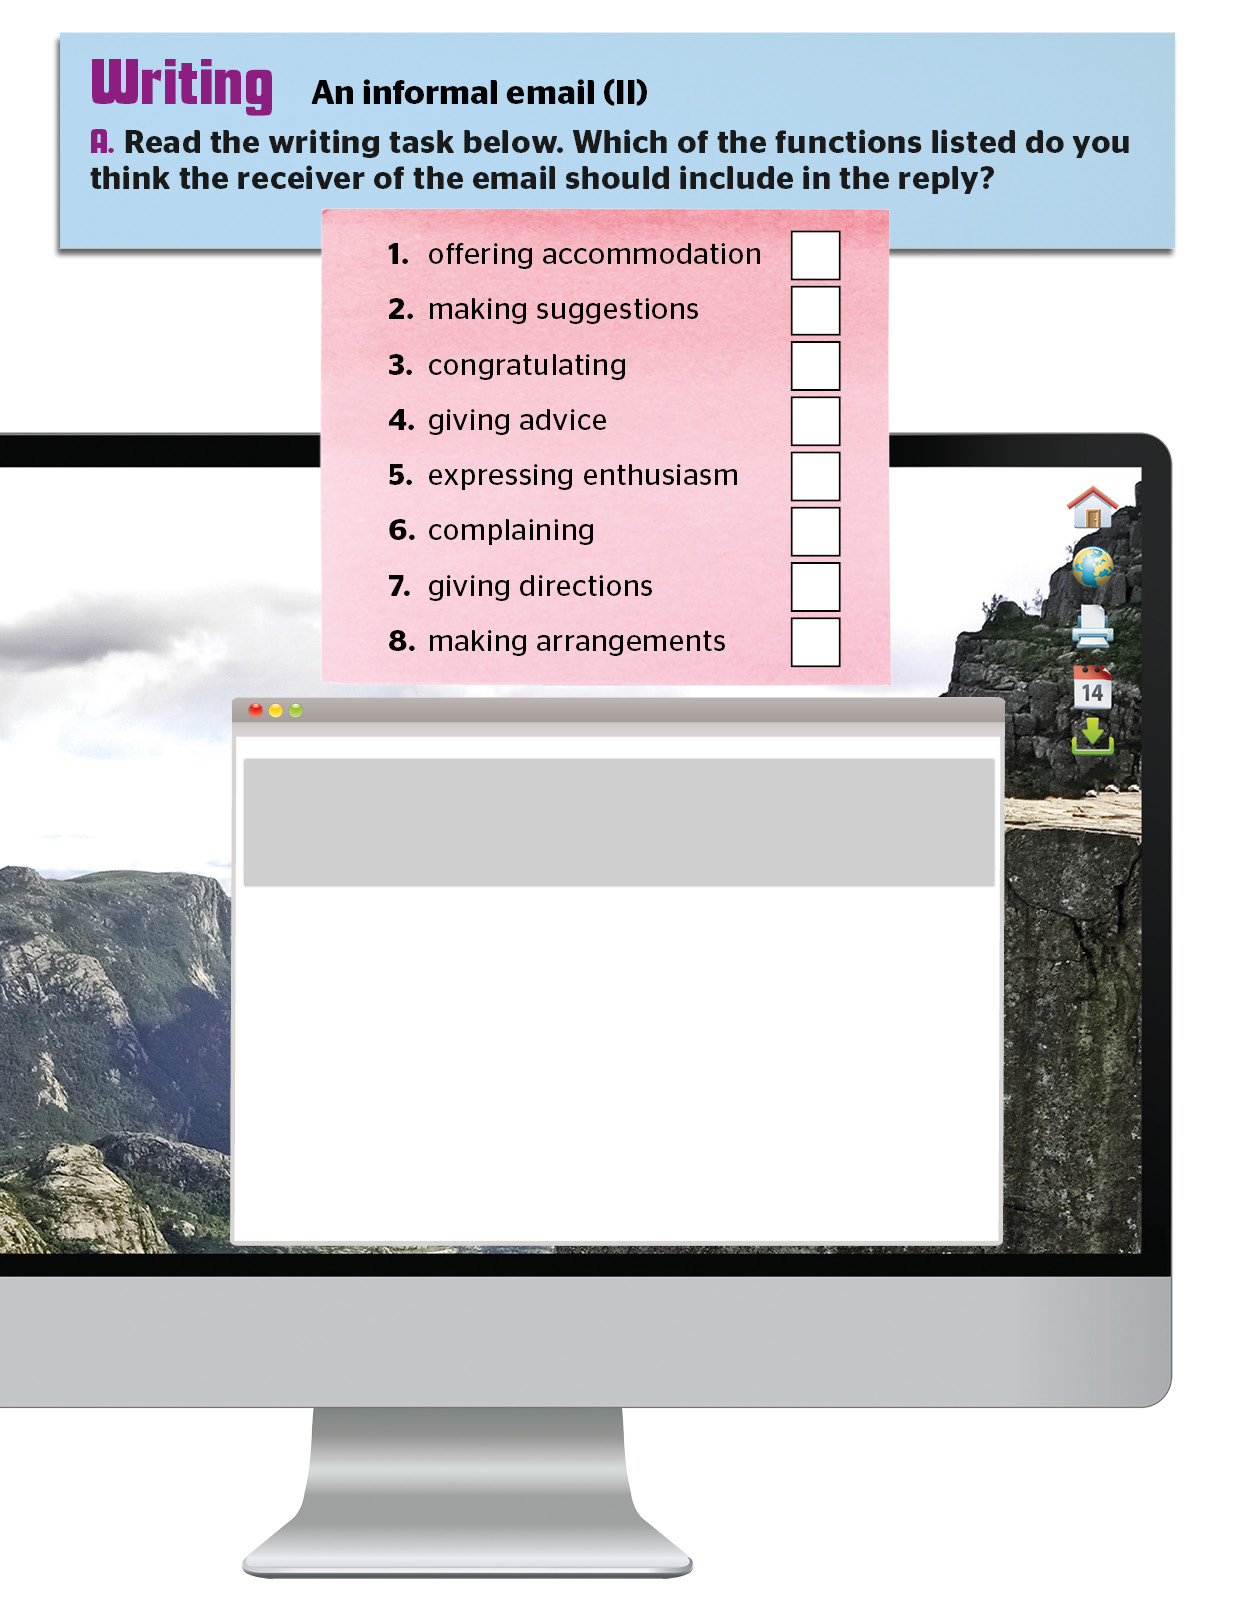 Writing An informal email (II)
A. Read the writing task below. Which of the functions listed do you
think the receiver of the email should include in the reply?
1. offering accommodation
2. making suggestions
3. congratulating
4. giving advice
5. expressing enthusiasm
6. complaining
7. giving directions
8. making arrangements
14